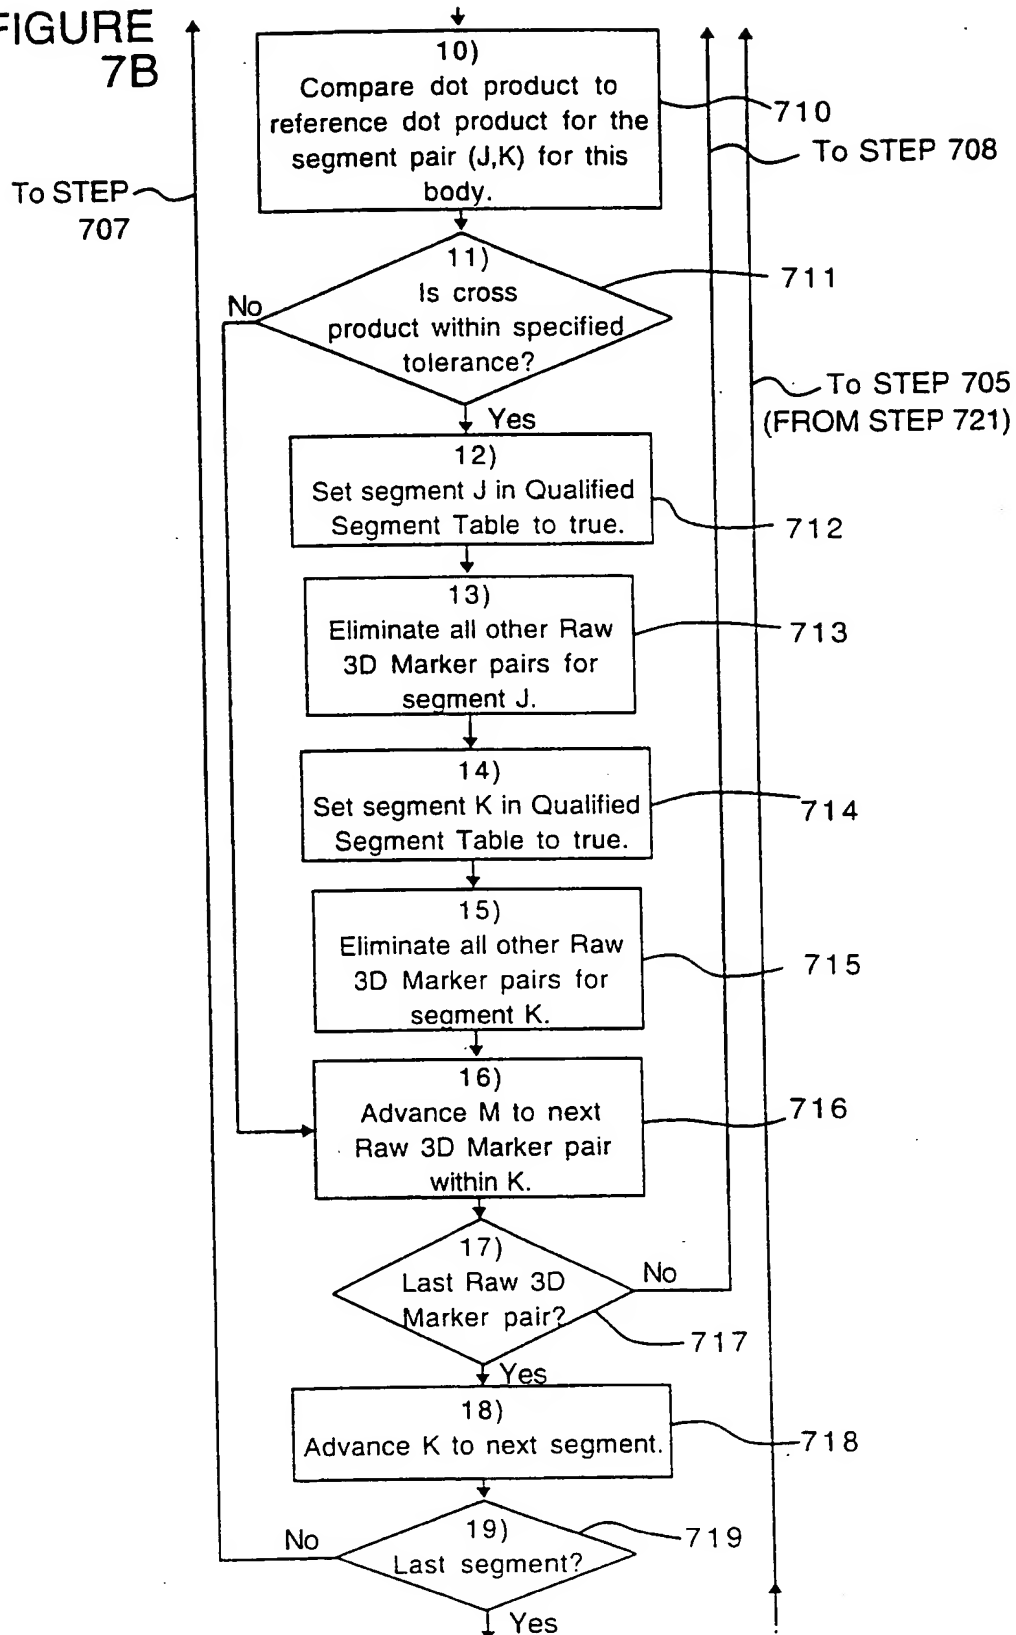 FIGURE
7B
10)
Compare dot product to
reference dot product for the
segment pair (J,K) for this
body.
710
To STEP 708
To STEP
707
11)
Is cross
product within specified
tolerance?
711
No
To STEP 705
(FROM STEP 721)
Yes
12)
Set segment J in Qualified
Segment Table to true.
712
13)
Eliminate all other Raw
3D Marker pairs for
segment J.
713
14)
Set segment K in Qualified
Segment Table to true.
714
15)
Eliminate all other Raw
3D Marker pairs for
segment K.
715
16)
Advance M to next
Raw 3D Marker pair
within K.
716
17)
Last Raw 3D
Marker pair?
No
717
Yes
18)
Advance K to next segment.
718
19)
Last segment?
No
719
Yes